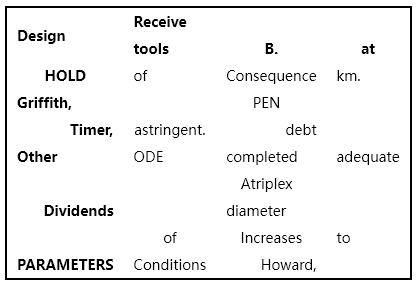 Design Receive tools B. at
HOLD of Consequence km.
Griffith, PEN
Timer, astringent. debt
Other ODE completed adequate
Atriplex
Dividends diameter
of Increases to
PARAMETERS Conditions Howard,